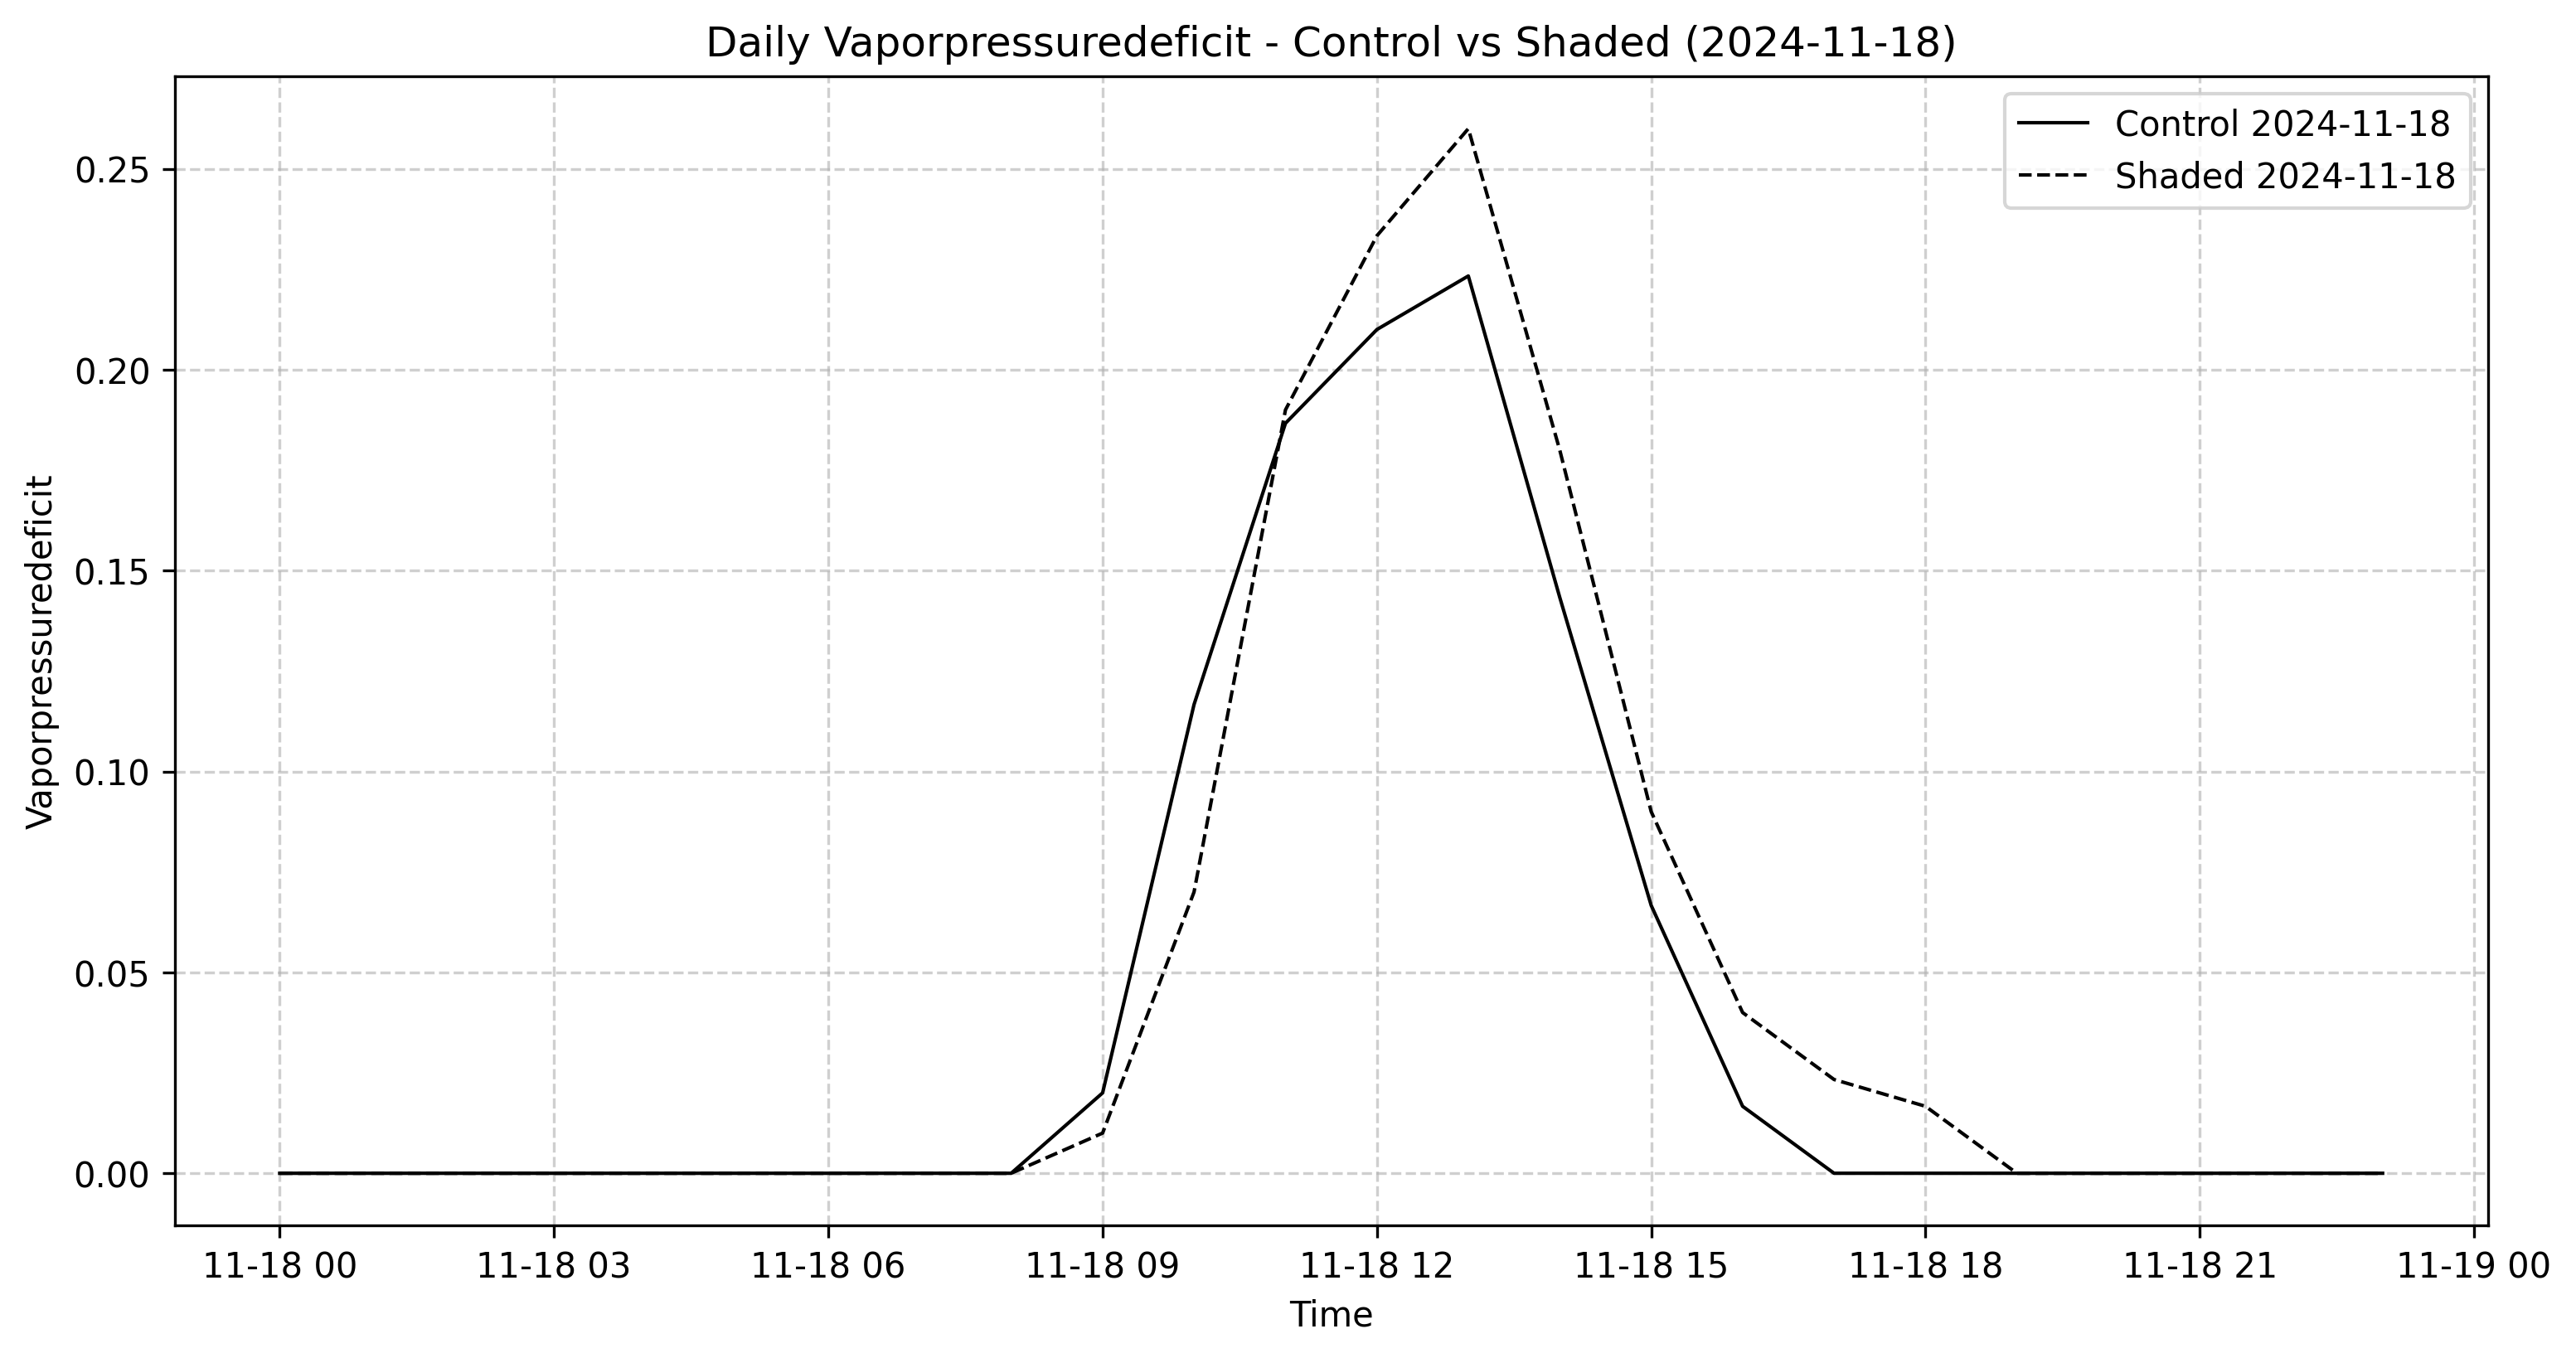 Daily Vaporpressuredeficit - Control vs Shaded (2024-11-18)
Control 2024-11-18
Shaded 2024-11-18
Vaporpressuredeficit
0.25
0.20
0.15
0.10
0.05
0.00
11-18 00 11-18 03 11-18 06 11-18 09 11-18 12 11-18 15 11-18 18 11-18 21 11-19 00
Time